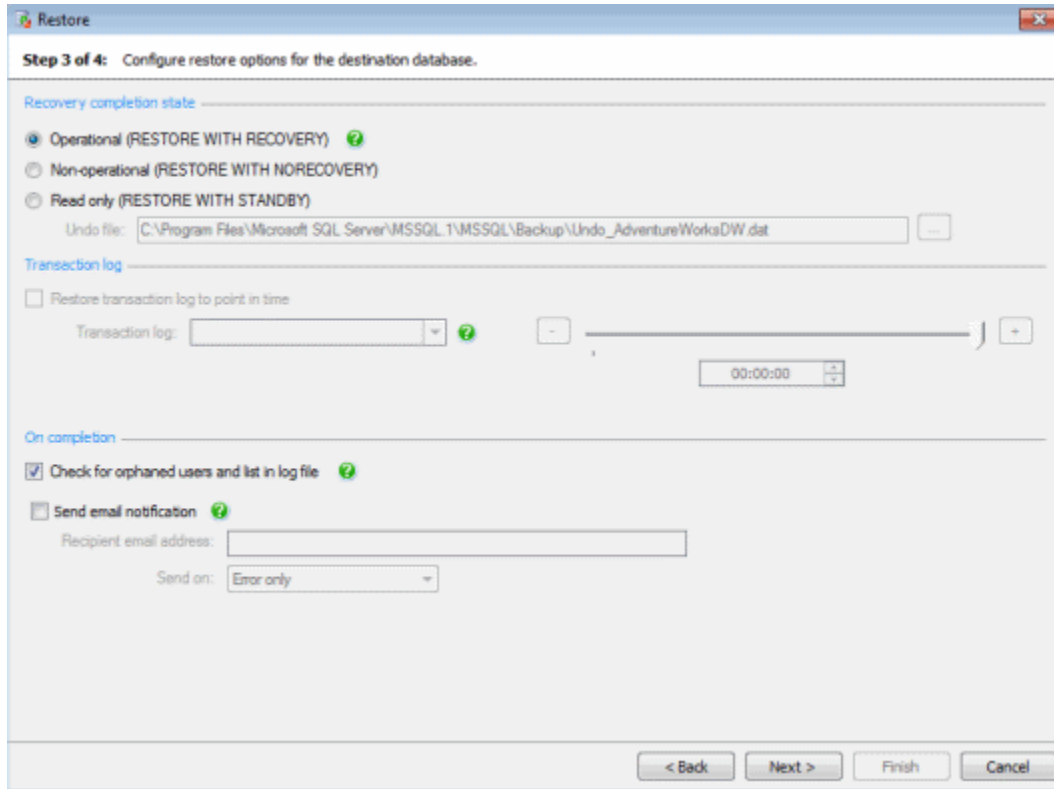 Restore
Step 3 of 4: Configure restore options for the destination database.
Recovery completion state
Operational (RESTORE WITH RECOVERY)
Non-operational (RESTORE WITH NORECOVERY)
Read only (RESTORE WITH STANDBY)
Undo file: C:\Program Files\Microsoft SQL Server\MSSQL.1\MSSQL\Backup\Undo_AdventureWorksDW.dat ...
Transaction log
Restore transaction log to point in time
Transaction log: - +
00:00:00
On completion
Check for orphaned users and list in log file
Send email notification
Recipient email address:
Send on: Error only
< Back Next > Finish Cancel